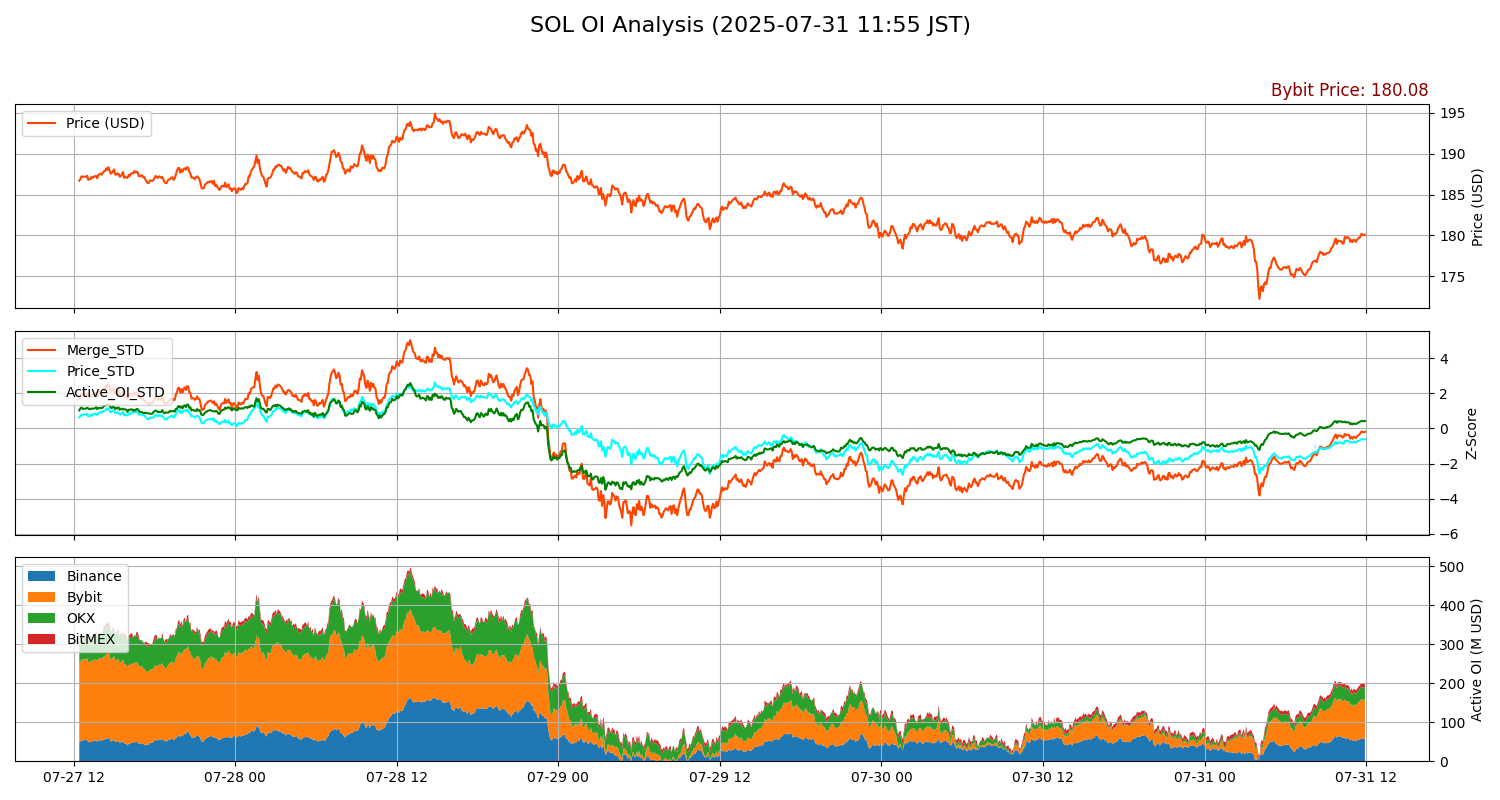 SOL OI Analysis (2025-07-31 11:55 JST)
Bybit Price: 180.08
Price (USD)
195
190
185
180
175
Price (USD)
Merge_STD
Price_STD
Active_OI_STD
4
2
0
−2
−4
−6
Z-Score
Binance
Bybit
OKX
BitMEX
500
400
300
200
100
0
Active OI (M USD)
07-27 12
07-28 00
07-28 12
07-29 00
07-29 12
07-30 00
07-30 12
07-31 00
07-31 12